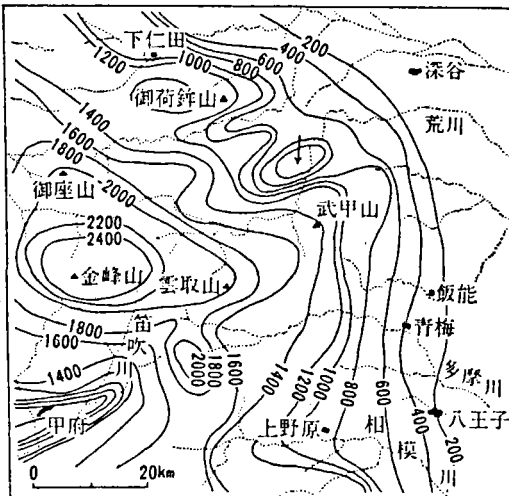 下仁田
1200
1000
800
600
400
200
深谷
御荷鉾山
荒川
1400
1600
1800
御座山
2000
武甲山
2200
2400
金峰山
雲取山
飯能
青梅
1800
1600
1400
笛吹川
2000
1800
1600
1400
1200
1000
800
600
400
200
多摩川
八王子
甲府
上野原
相模川
0 20km